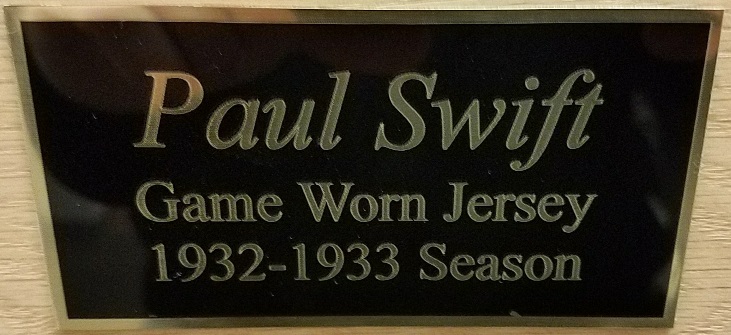 Paul Swift
Game Worn Jersey
1932-1933 Season